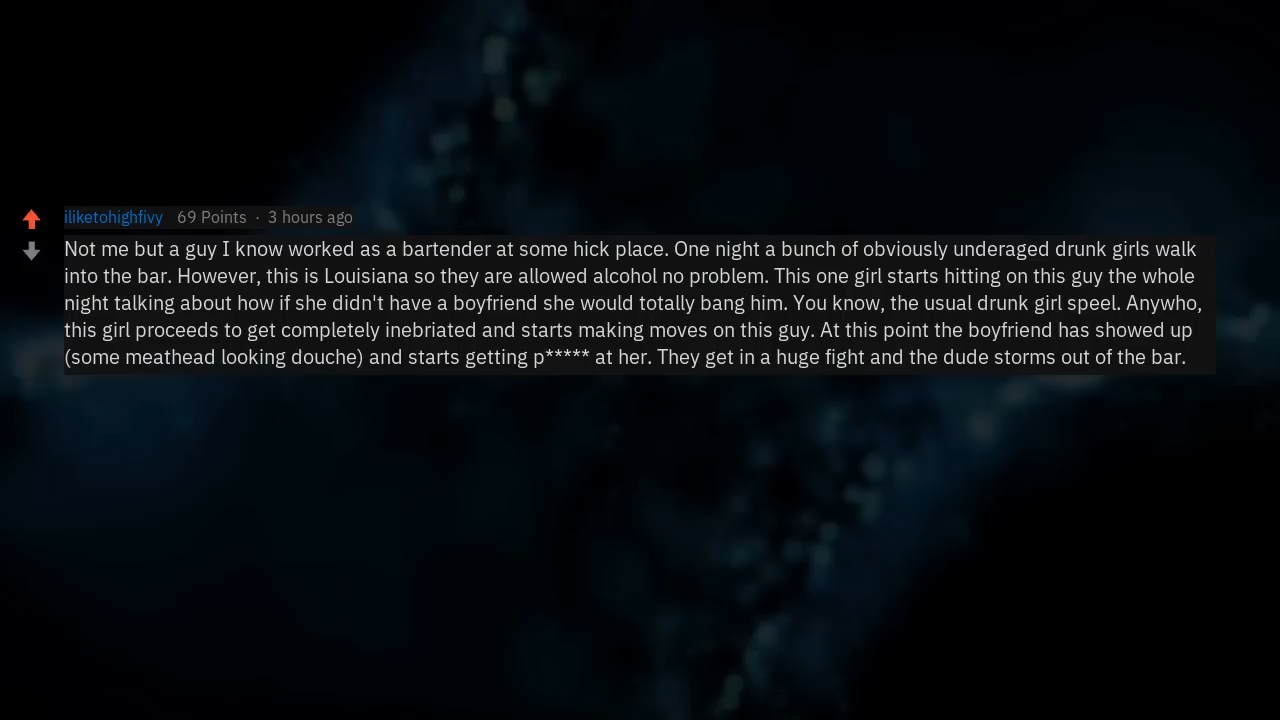 iliketohighfivy 69 Points · 3 hours ago
Not me but a guy I know worked as a bartender at some hick place. One night a bunch of obviously underaged drunk girls walk
into the bar. However, this is Louisiana so they are allowed alcohol no problem. This one girl starts hitting on this guy the whole
night talking about how if she didn't have a boyfriend she would totally bang him. You know, the usual drunk girl speel. Anywho,
this girl proceeds to get completely inebriated and starts making moves on this guy. At this point the boyfriend has showed up
(some meathead looking douche) and starts getting p***** at her. They get in a huge fight and the dude storms out of the bar.